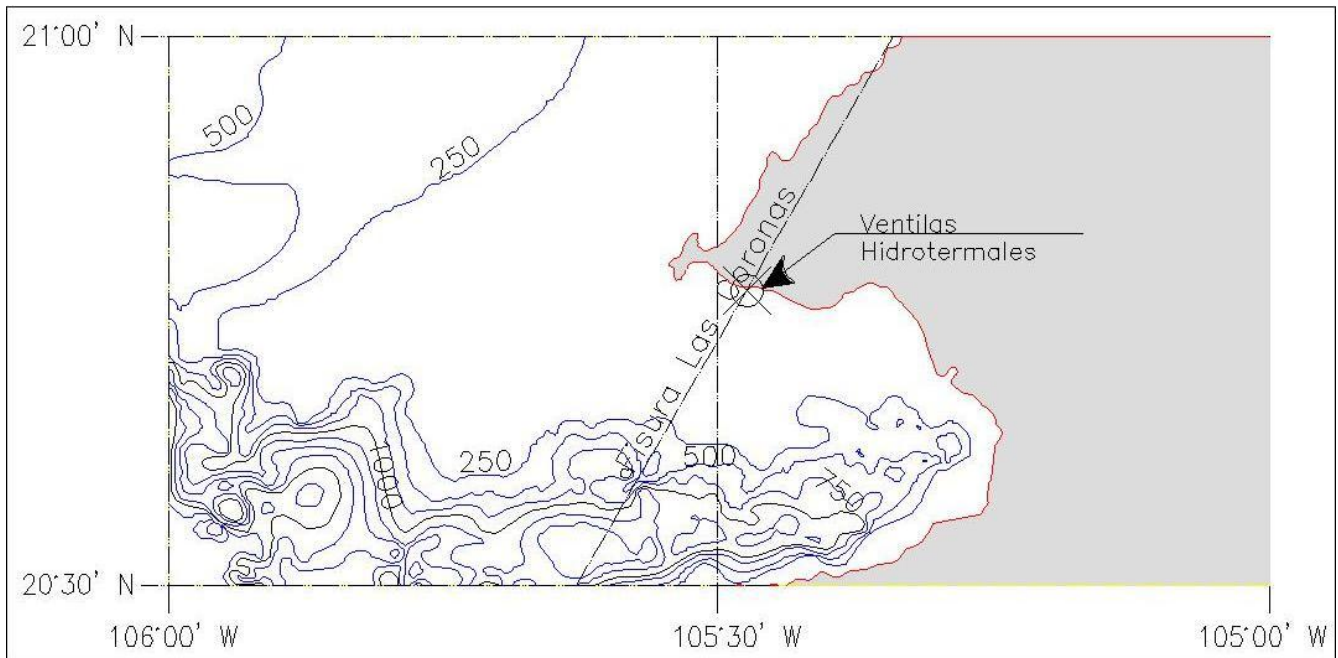 21°00' N
500
250
Fisura Las Coronas
Ventilas
Hidrotermales
250
1000
500
750
20°30' N
106°00' W
105°30' W
105°00' W